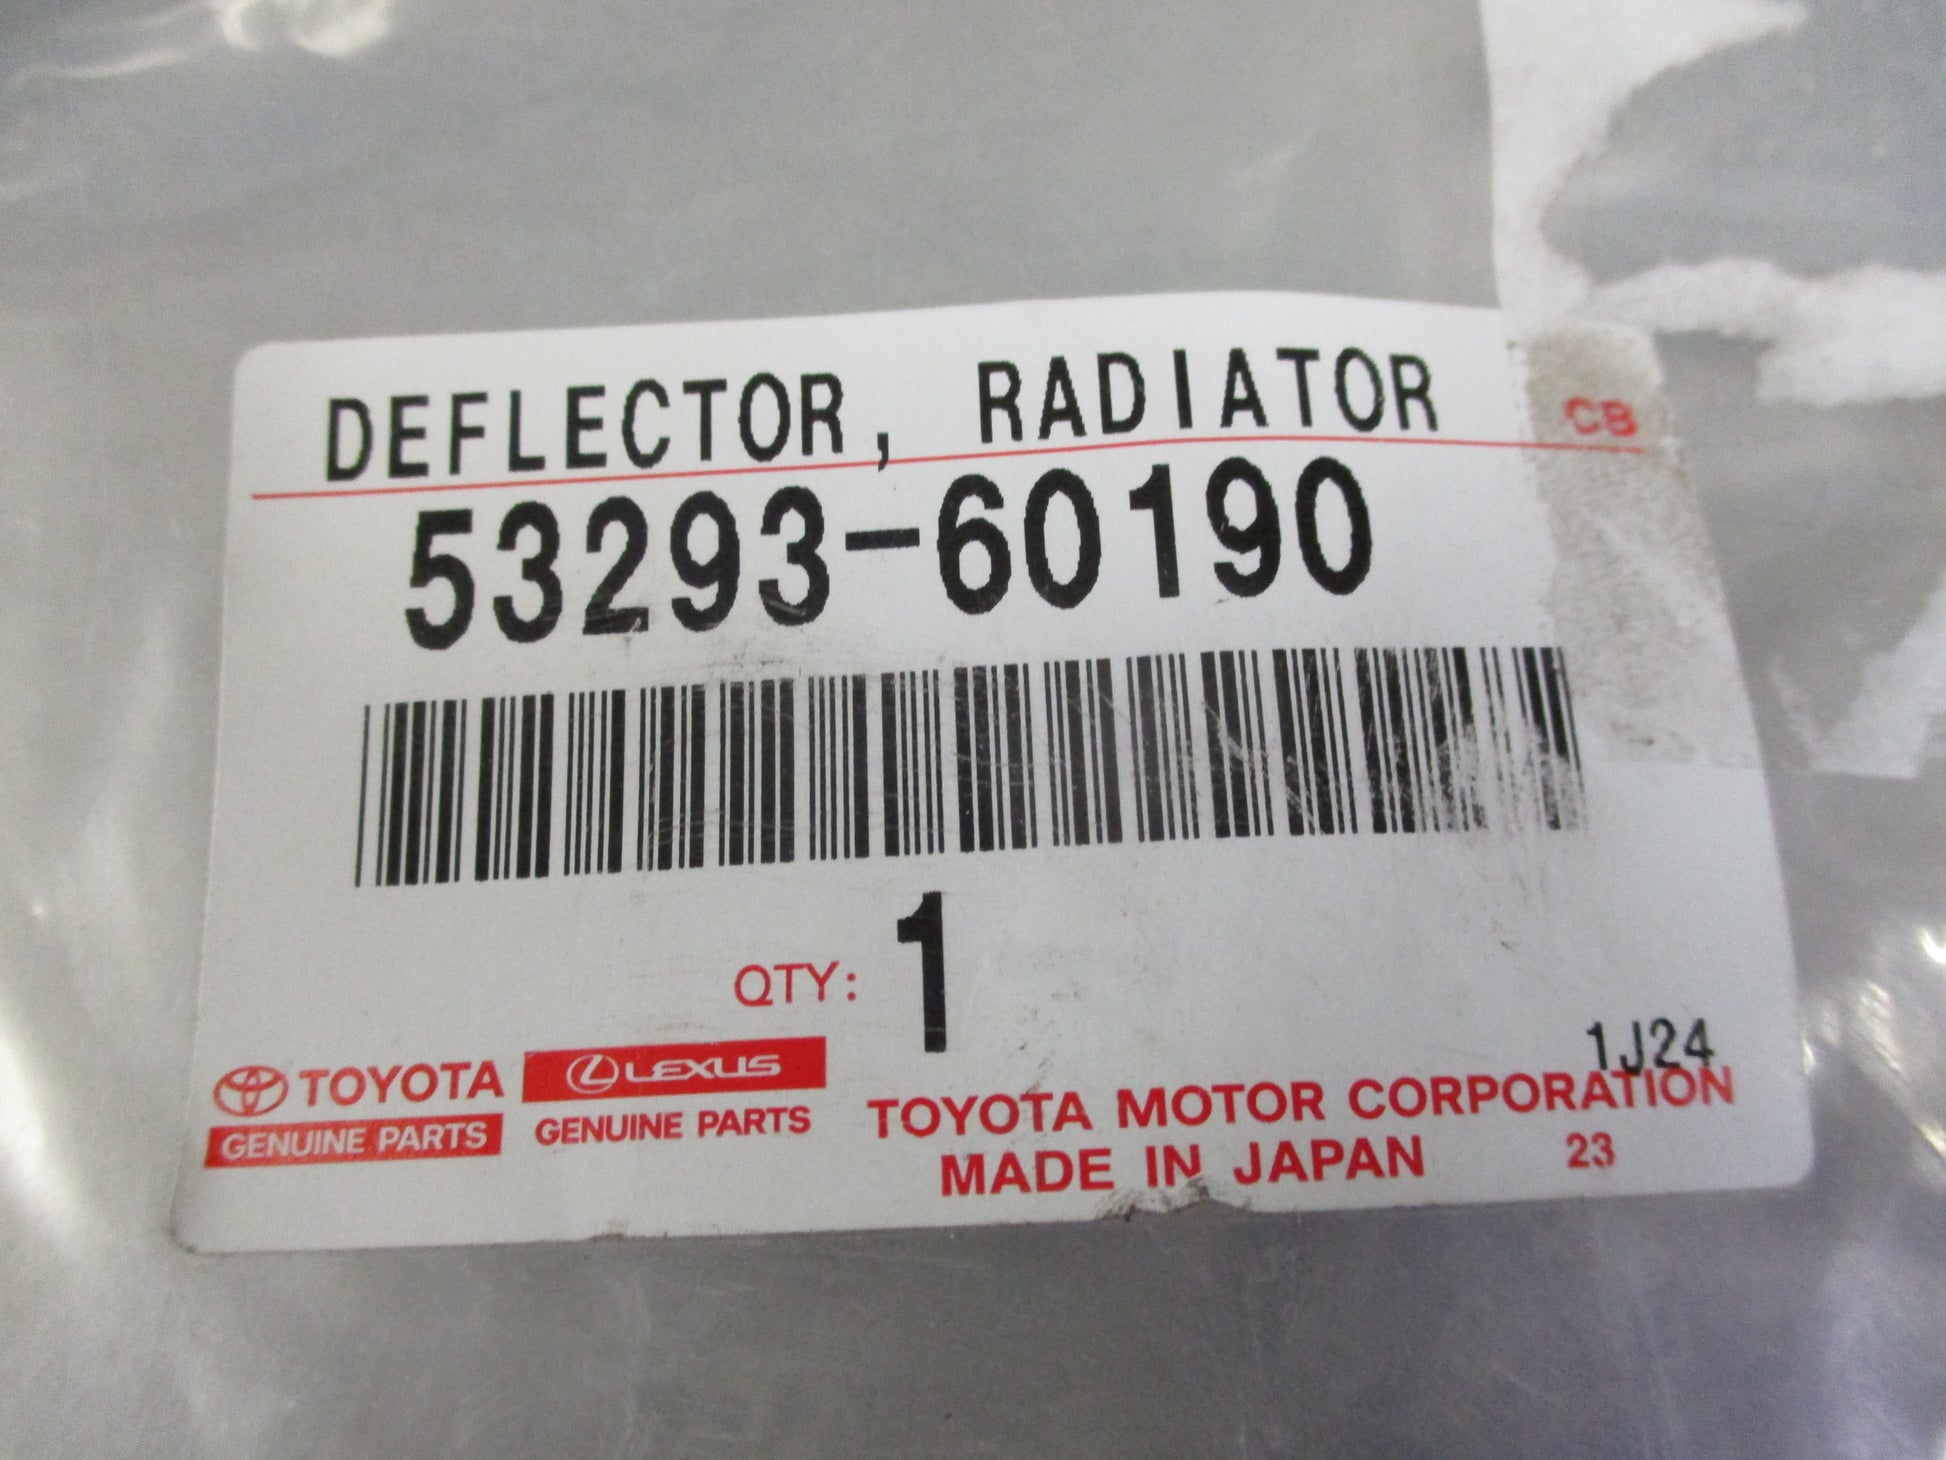 DEFLECTOR, RADIATOR
CB
53293-60190
QTY: 1
1J24
TOYOTA
GENUINE PARTS
LEXUS
GENUINE PARTS
TOYOTA MOTOR CORPORATION
MADE IN JAPAN 23